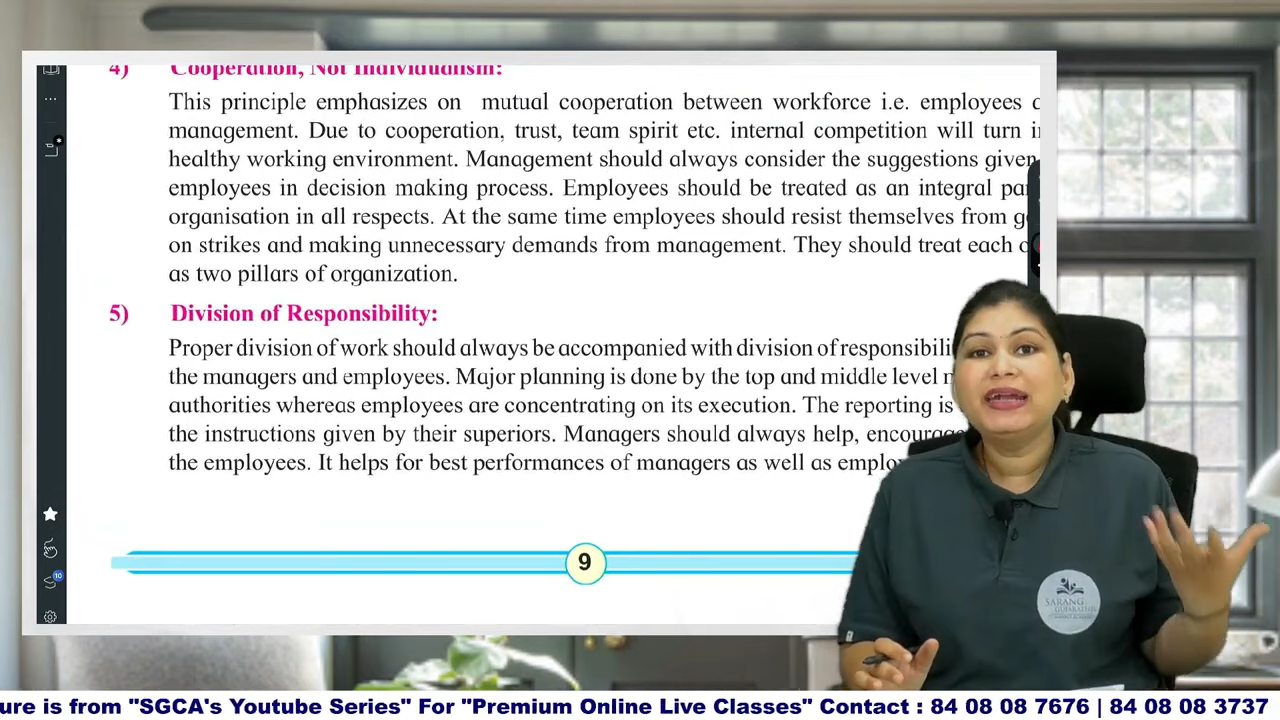 4) Cooperation, Not Individualism:
This principle emphasizes on mutual cooperation between workforce i.e. employees
management. Due to cooperation, trust, team spirit etc. internal competition will turn
healthy working environment. Management should always consider the suggestions given
employees in decision making process. Employees should be treated as an integral
organisation in all respects. At the same time employees should resist themselves from
on strikes and making unnecessary demands from management. They should treat each
as two pillars of organization.
5) Division of Responsibility:
Proper division of work should always be accompanied with division of
the managers and employees. Major planning is done by the top and middle level
authorities whereas employees are concentrating on its execution. The reporting is
the instructions given by their superiors. Managers should always help,
the employees. It helps for best performances of managers as well as
9
10
SARANG
GUJARATHI
ure is from "SGCA's Youtube Series" For "Premium Online Live Classes" Contact : 84 08 08 7676 | 84 08 08 3737